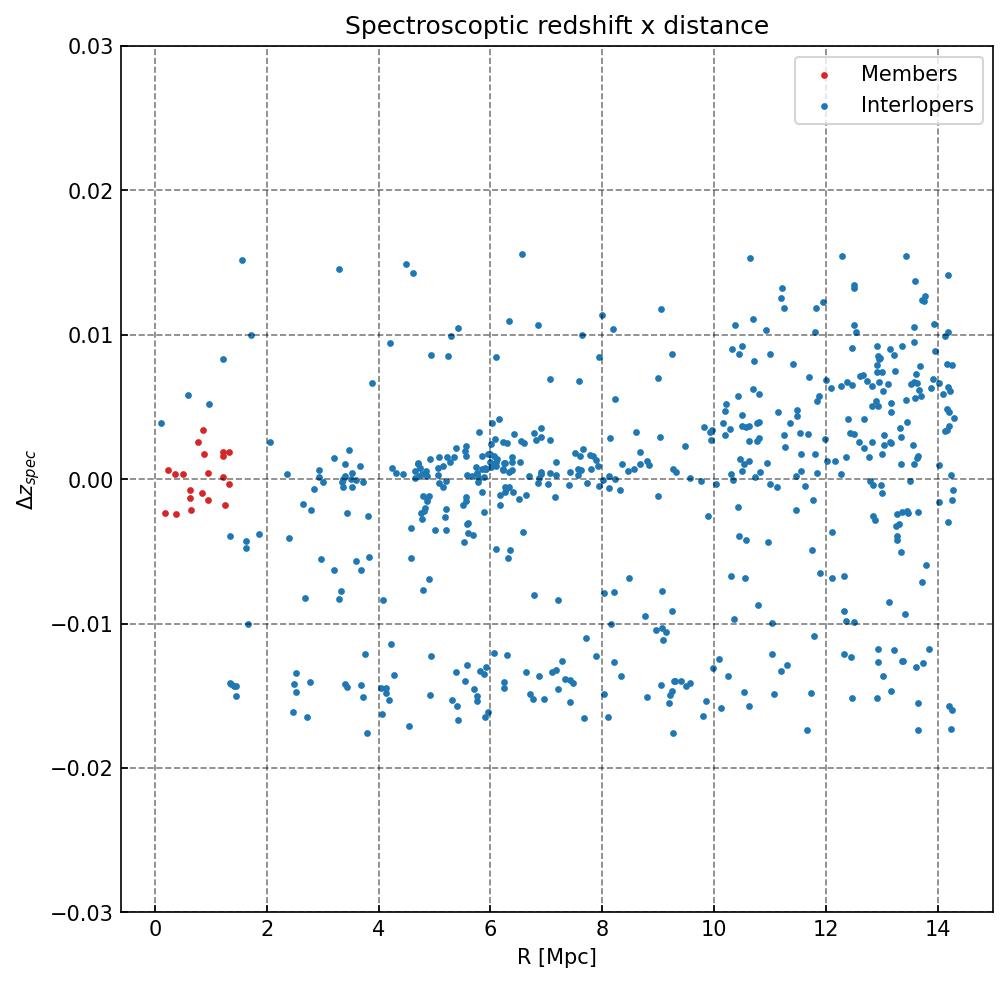 Spectroscoptic redshift x distance
Members
Interlopers
0.03
0.02
0.01
0.00
−0.01
−0.02
−0.03
Δz_spec
0 2 4 6 8 10 12 14
R [Mpc]